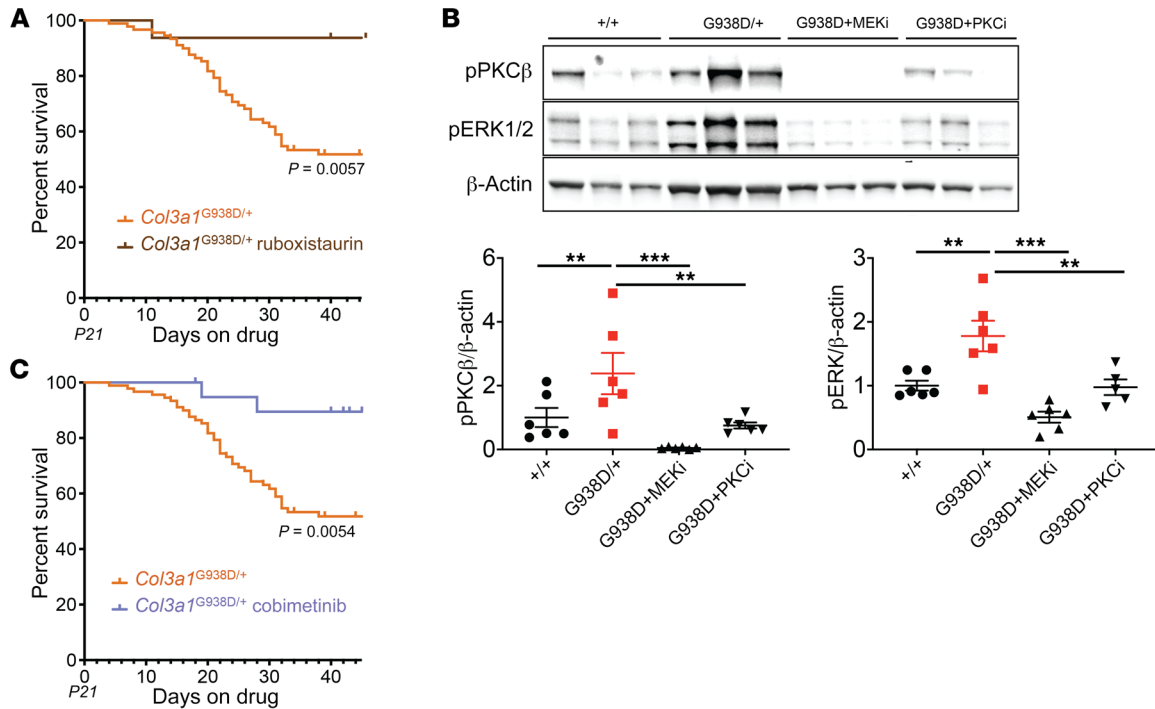 A
Percent survival
100
80
60
40
20
0
P = 0.0057
Col3a1G938D/+
Col3a1G938D/+ ruboxistaurin
0 10 20 30 40
P21
Days on drug
B
+/+ G938D/+ G938D+MEKi G938D+PKCi
pPKCβ
pERK1/2
β-Actin
pPKCβ/β-actin
6
4
2
0
** ***
**
+/+ G938D/+ G938D+MEKi G938D+PKCi
pERK/β-actin
3
2
1
0
** ***
**
+/+ G938D/+ G938D+MEKi G938D+PKCi
C
Percent survival
100
80
60
40
20
0
P = 0.0054
Col3a1G938D/+
Col3a1G938D/+ cobimetinib
0 10 20 30 40
P21
Days on drug